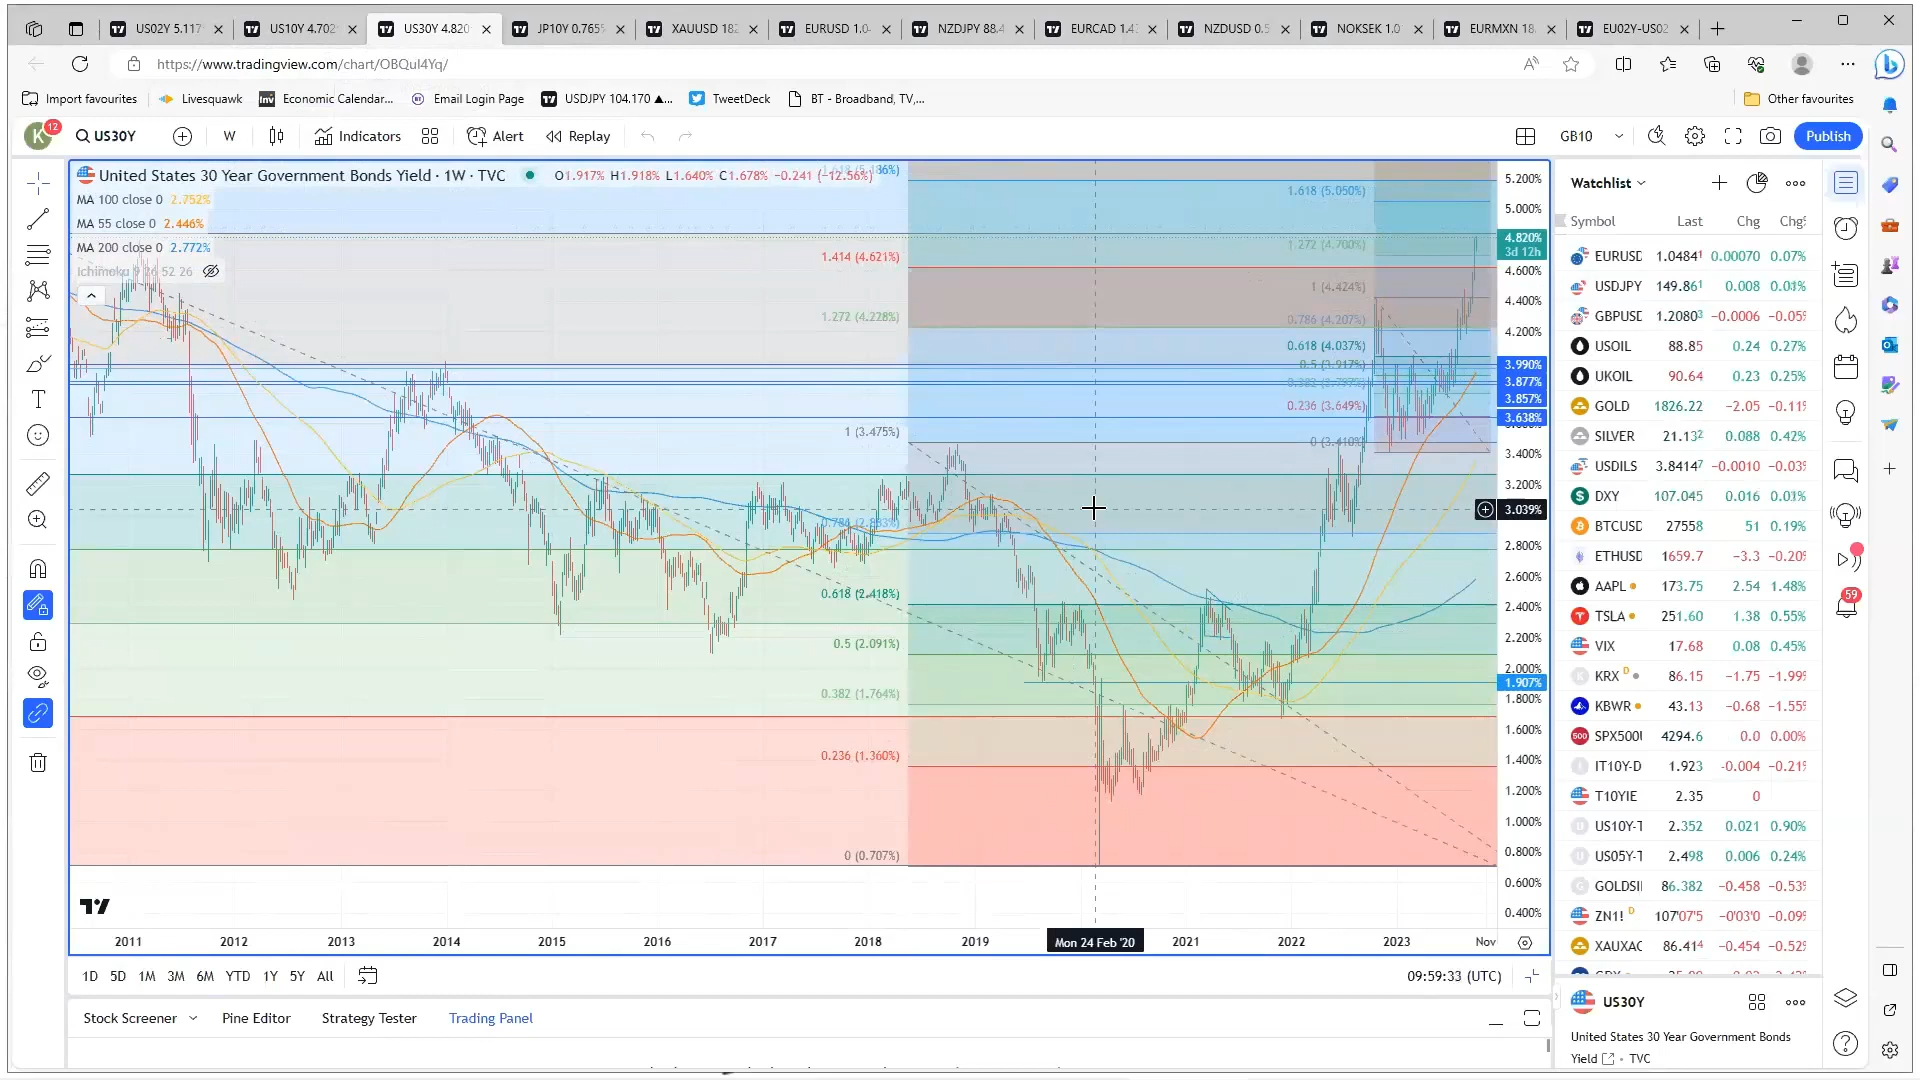 US02Y 5.117
US10Y 4.702
US30Y 4.820
JP10Y 0.765
XAUUSD 182
EURUSD 1.0
NZDJPY 88.4
EURCAD 1.4
NZDUSD 0.5
NOKSEK 1.0
EURMXN 18.
EU02Y-US02
https://www.tradingview.com/chart/OBQul4Yq/
Import favourites
Livesquawk
Economic Calendar...
Email Login Page
USDJPY 104.170 ▲...
TweetDeck
BT - Broadband, TV,...
Other favourites
K 12
US30Y
W
Indicators
Alert
Replay
GB10
Publish
United States 30 Year Government Bonds Yield · 1W · TVC
O1.917% H1.918% L1.640% C1.678% −0.241 (−12.56%)
MA 100 close 0 2.752%
MA 55 close 0 2.446%
MA 200 close 0 2.772%
Ichimoku 9 26 52 26
1.414 (4.621%)
1.272 (4.228%)
1 (3.475%)
0.618 (2.418%)
0.5 (2.091%)
0.382 (1.764%)
0.236 (1.360%)
0 (0.707%)
1.618 (5.050%)
1.272 (4.700%)
1 (4.424%)
0.786 (4.207%)
0.618 (4.037%)
0.5 (3.917%)
0.236 (3.649%)
0 (3.410%)
5.200%
5.000%
4.820%
3d 12h
4.600%
4.400%
4.200%
3.990%
3.877%
3.857%
3.638%
3.400%
3.200%
3.039%
2.800%
2.600%
2.400%
2.200%
2.000%
1.907%
1.800%
1.600%
1.400%
1.200%
1.000%
0.800%
0.600%
0.400%
2011 2012 2013 2014 2015 2016 2017 2018 2019 Mon 24 Feb '20 2021 2022 2023 Nov
1D 5D 1M 3M 6M YTD 1Y 5Y All
09:59:33 (UTC)
Stock Screener
Pine Editor
Strategy Tester
Trading Panel
Watchlist
Symbol Last Chg Chg%
EURUSD 1.0484¹ 0.00070 0.07%
USDJPY 149.86¹ 0.008 0.01%
GBPUSD 1.2080³ −0.0006 −0.05%
USOIL 88.85 0.24 0.27%
UKOIL 90.64 0.23 0.25%
GOLD 1826.22 −2.05 −0.11%
SILVER 21.13² 0.088 0.42%
USDILS 3.8414⁷ −0.0010 −0.03%
DXY 107.045 0.016 0.01%
BTCUSD 27558 51 0.19%
ETHUSD 1659.7 −3.3 −0.20%
AAPL 173.75 2.54 1.48%
TSLA 251.60 1.38 0.55%
VIX 17.68 0.08 0.45%
KRX D 86.15 −1.75 −1.99%
KBWR 43.13 −0.68 −1.55%
SPX500 4294.6 0.0 0.00%
IT10Y-D 1.923 −0.004 −0.21%
T10YIE 2.35 0
US10Y-T 2.352 0.021 0.90%
US05Y-T 2.498 0.006 0.24%
GOLDSI 86.382 −0.458 −0.53%
ZN1! D 107'07'5 −0'03'0 −0.09%
XAUXAG 86.41⁴ −0.454 −0.52%
59
US30Y
United States 30 Year Government Bonds
Yield · TVC